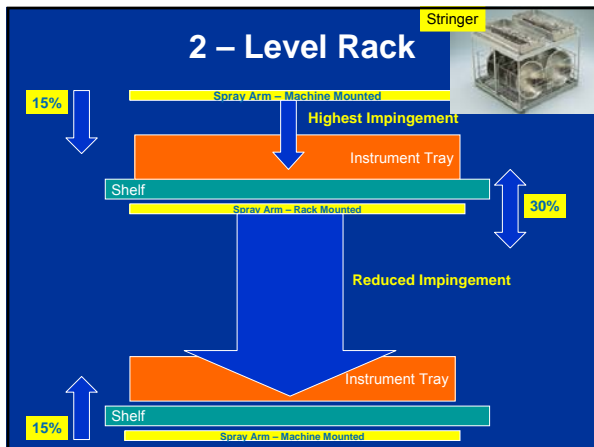 Stringer
2 – Level Rack
15%
Spray Arm – Machine Mounted
Highest Impingement
Instrument Tray
Shelf
Spray Arm – Rack Mounted
30%
Reduced Impingement
Instrument Tray
Shelf
15%
Spray Arm – Machine Mounted